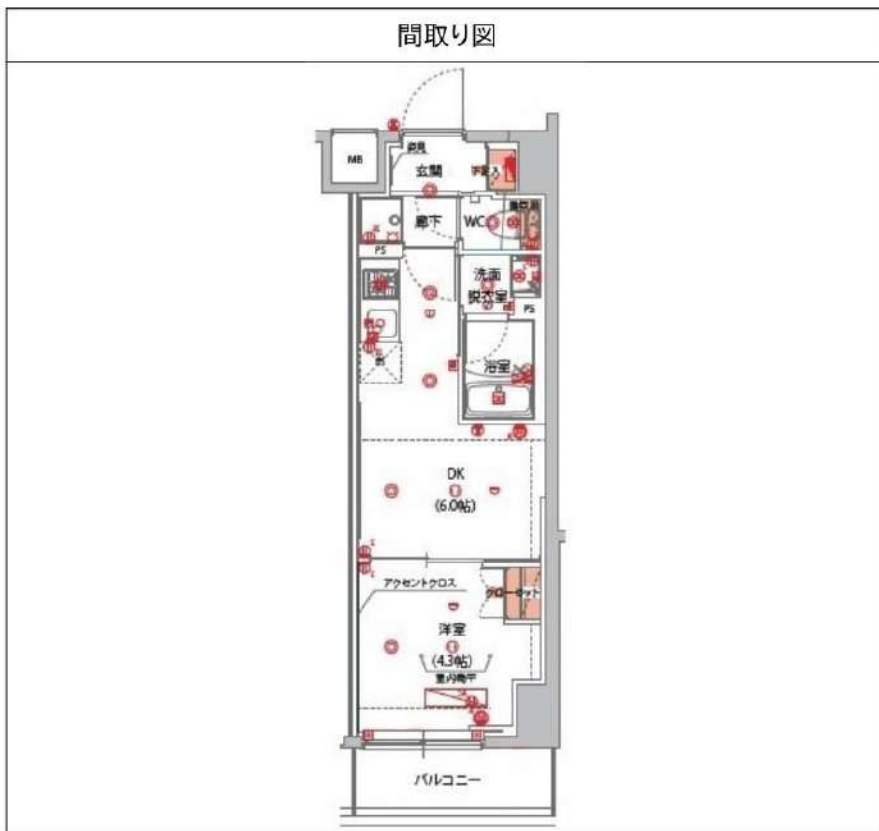 間取り図
MB
姿見
玄関
下足入
廊下
WC
PS
洗面
脱衣室
PS
浴室
DK
(6.0帖)
アクセントクロス
クローゼット
洋室
(4.3帖)
室内物干
バルコニー